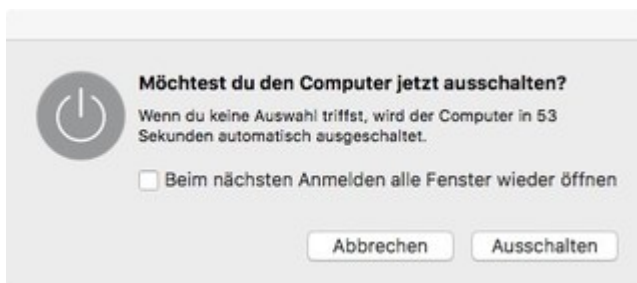 Möchtest du den Computer jetzt ausschalten?
Wenn du keine Auswahl triffst, wird der Computer in 53
Sekunden automatisch ausgeschaltet.
Beim nächsten Anmelden alle Fenster wieder öffnen
Abbrechen
Ausschalten